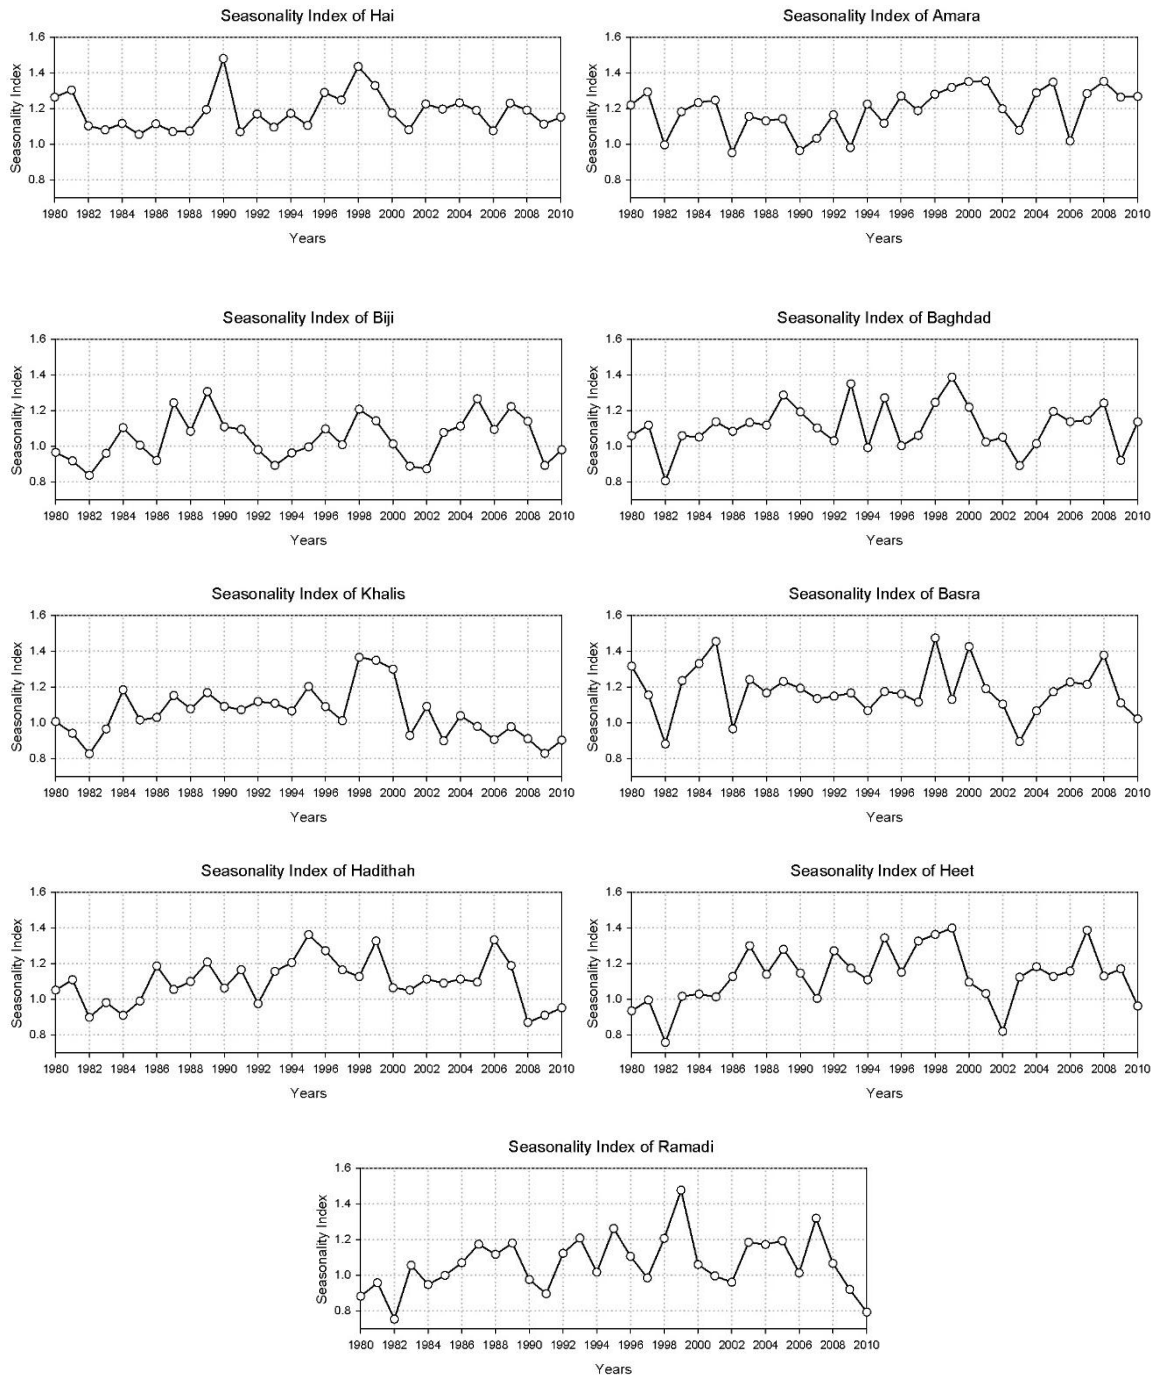 Seasonality Index of Hai
Seasonality Index
1.6
1.4
1.2
1.0
0.8
1980 1982 1984 1986 1988 1990 1992 1994 1996 1998 2000 2002 2004 2006 2008 2010
Years
Seasonality Index of Amara
Seasonality Index
1.6
1.4
1.2
1.0
0.8
1980 1982 1984 1986 1988 1990 1992 1994 1996 1998 2000 2002 2004 2006 2008 2010
Years
Seasonality Index of Biji
Seasonality Index
1.6
1.4
1.2
1.0
0.8
1980 1982 1984 1986 1988 1990 1992 1994 1996 1998 2000 2002 2004 2006 2008 2010
Years
Seasonality Index of Baghdad
Seasonality Index
1.6
1.4
1.2
1.0
0.8
1980 1982 1984 1986 1988 1990 1992 1994 1996 1998 2000 2002 2004 2006 2008 2010
Years
Seasonality Index of Khalis
Seasonality Index
1.6
1.4
1.2
1.0
0.8
1980 1982 1984 1986 1988 1990 1992 1994 1996 1998 2000 2002 2004 2006 2008 2010
Years
Seasonality Index of Basra
Seasonality Index
1.6
1.4
1.2
1.0
0.8
1980 1982 1984 1986 1988 1990 1992 1994 1996 1998 2000 2002 2004 2006 2008 2010
Years
Seasonality Index of Hadithah
Seasonality Index
1.6
1.4
1.2
1.0
0.8
1980 1982 1984 1986 1988 1990 1992 1994 1996 1998 2000 2002 2004 2006 2008 2010
Years
Seasonality Index of Heet
Seasonality Index
1.6
1.4
1.2
1.0
0.8
1980 1982 1984 1986 1988 1990 1992 1994 1996 1998 2000 2002 2004 2006 2008 2010
Years
Seasonality Index of Ramadi
Seasonality Index
1.6
1.4
1.2
1.0
0.8
1980 1982 1984 1986 1988 1990 1992 1994 1996 1998 2000 2002 2004 2006 2008 2010
Years